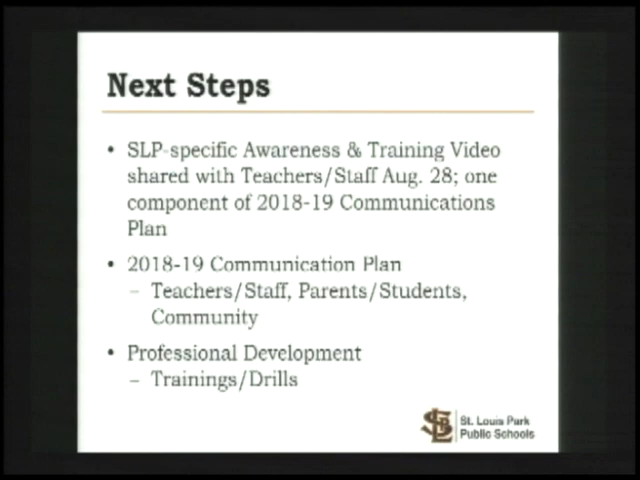 Next Steps
• SLP-specific Awareness & Training Video
shared with Teachers/Staff Aug. 28; one
component of 2018-19 Communications
Plan
• 2018-19 Communication Plan
– Teachers/Staff, Parents/Students,
Community
• Professional Development
– Trainings/Drills
St. Louis Park
Public Schools